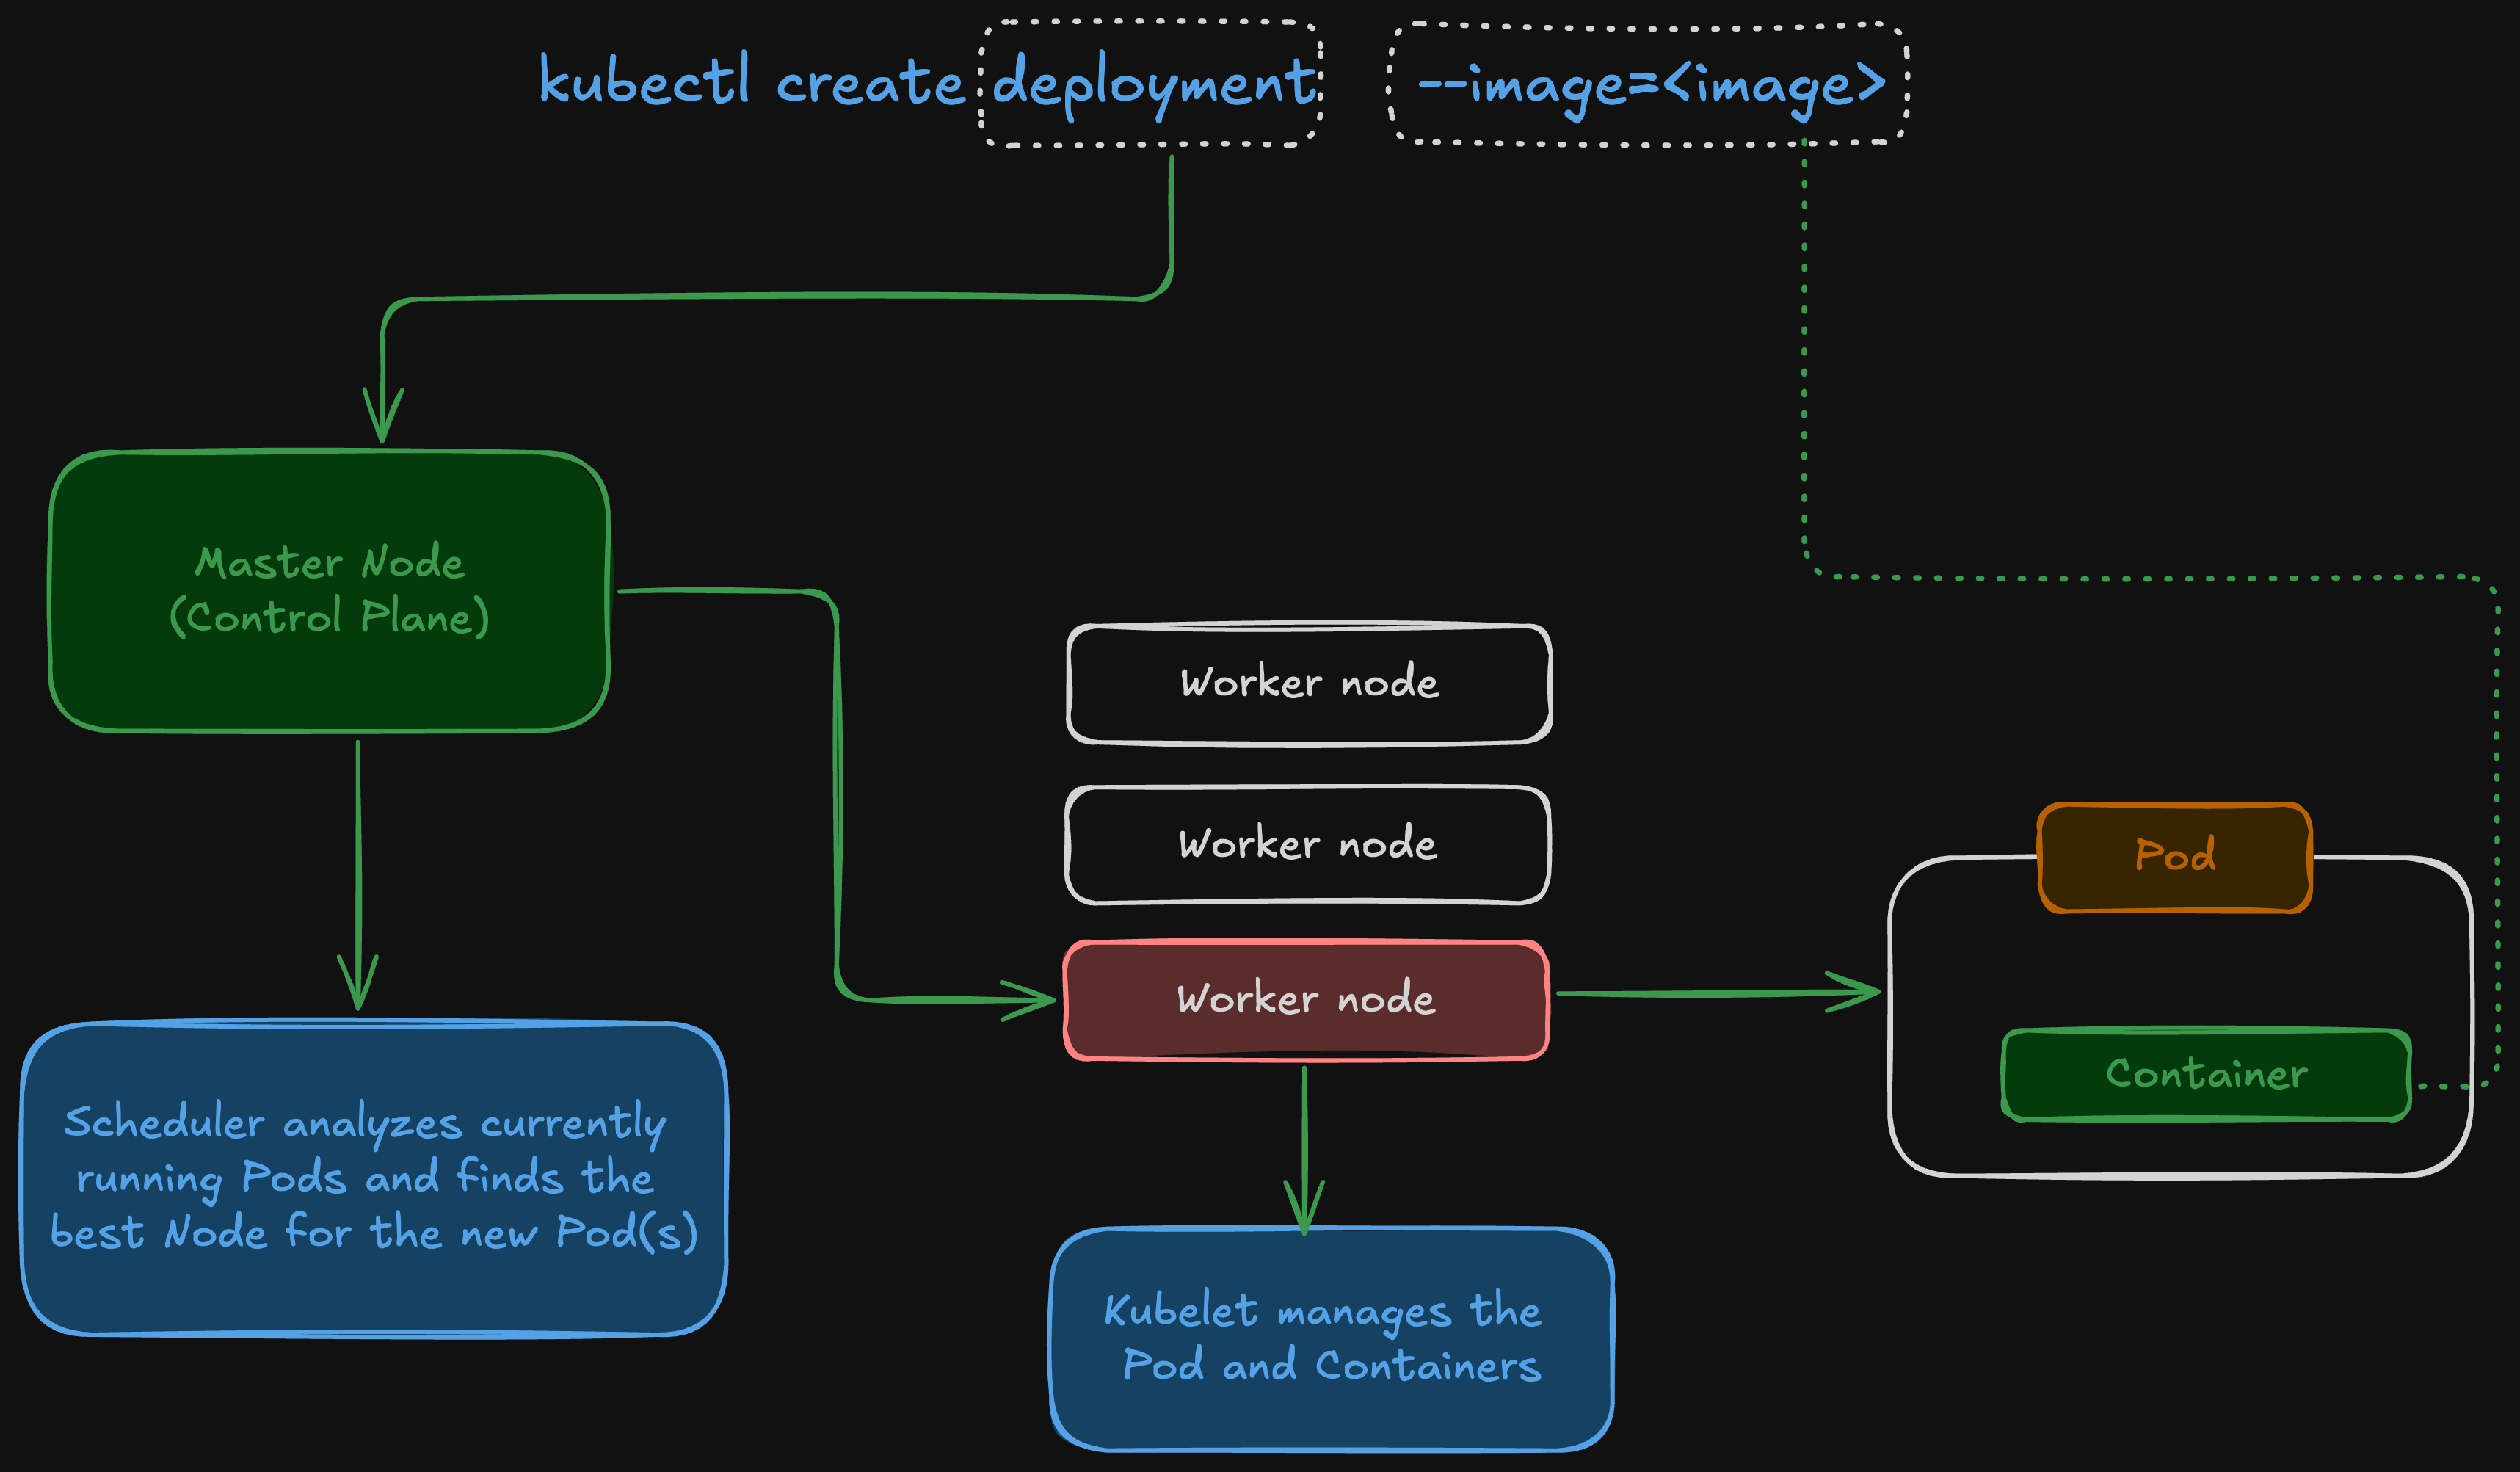 kubectl create deployment --image=<image>
Master Node
(Control Plane)
Worker node
Worker node
Pod
Worker node
Container
Scheduler analyzes currently
running Pods and finds the
best Node for the new Pod(s)
Kubelet manages the
Pod and Containers